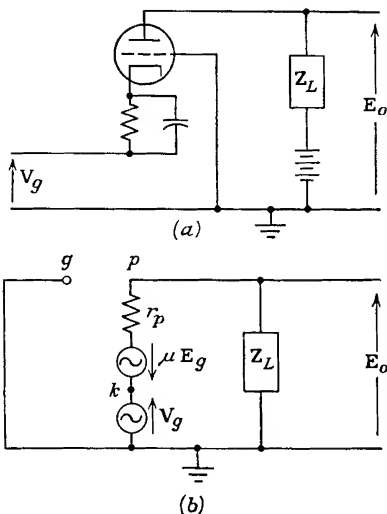 Z_L
E_o
V_g
(a)
g
p
r_p
μ E_g
k
V_g
Z_L
E_o
(b)